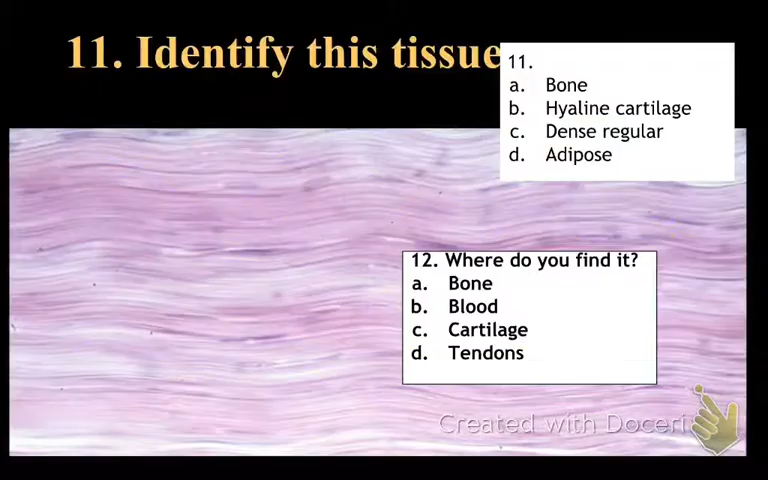 11. Identify this tissue
11.
a. Bone
b. Hyaline cartilage
c. Dense regular
d. Adipose
12. Where do you find it?
a. Bone
b. Blood
c. Cartilage
d. Tendons
Created with Doceri